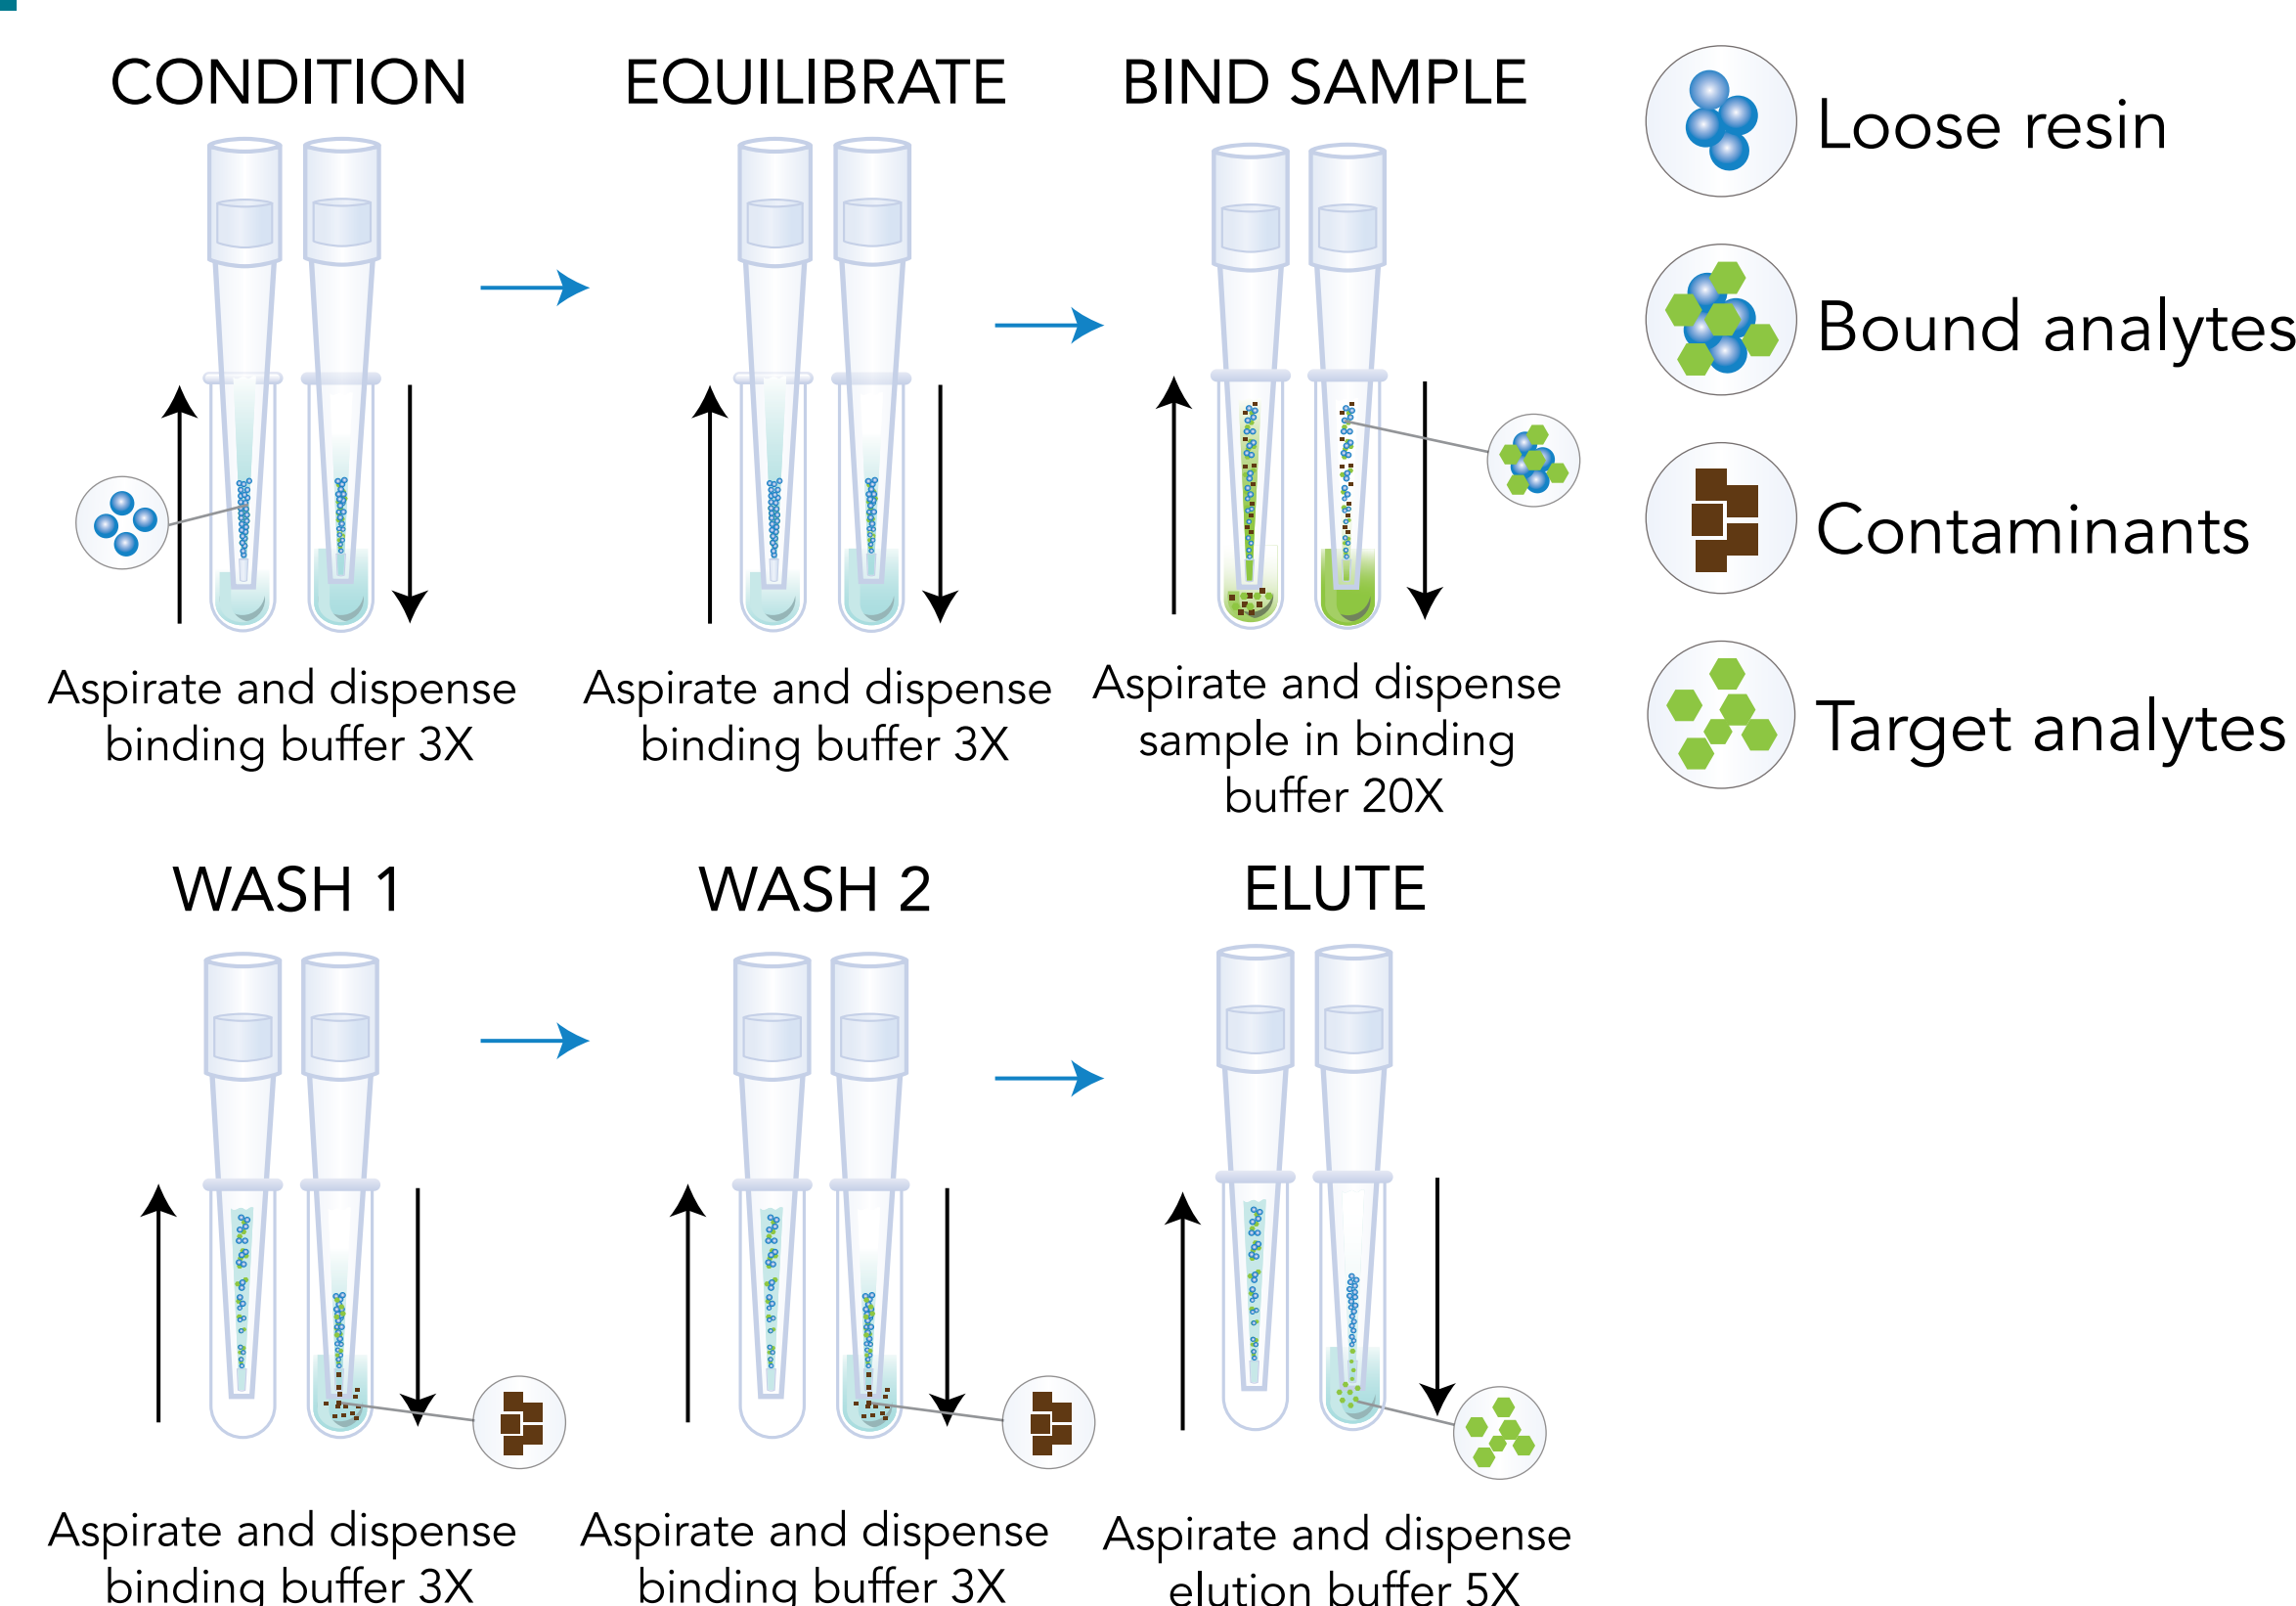 CONDITION
EQUILIBRATE
BIND SAMPLE
Loose resin
Bound analytes
Contaminants
Target analytes
Aspirate and dispense
binding buffer 3X
Aspirate and dispense
binding buffer 3X
Aspirate and dispense
sample in binding
buffer 20X
WASH 1
WASH 2
ELUTE
Aspirate and dispense
binding buffer 3X
Aspirate and dispense
binding buffer 3X
Aspirate and dispense
elution buffer 5X